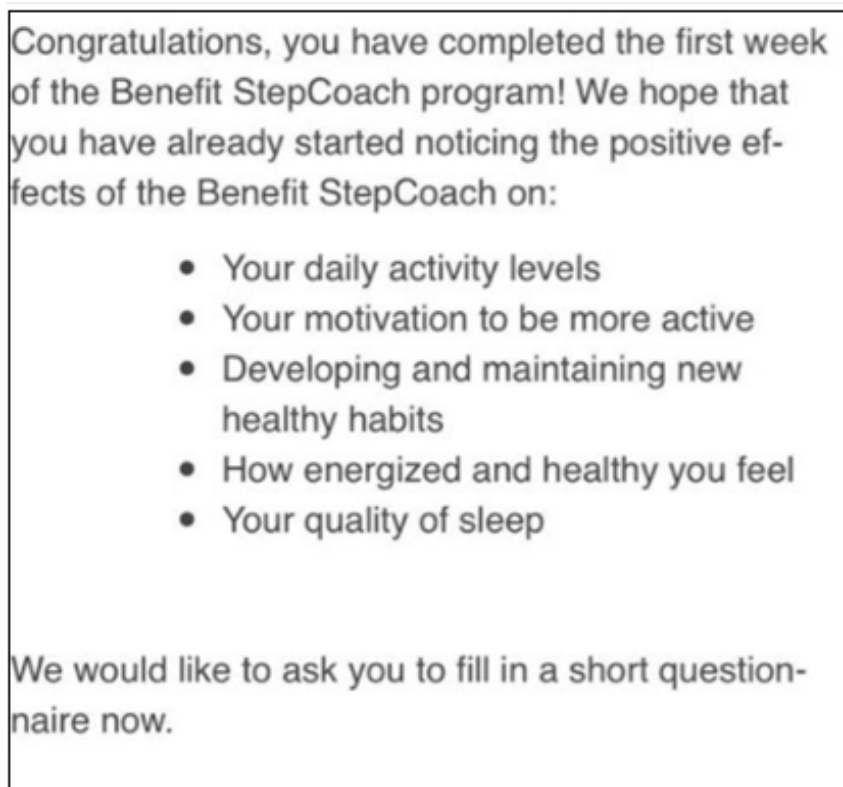 Congratulations, you have completed the first week
of the Benefit StepCoach program! We hope that
you have already started noticing the positive ef-
fects of the Benefit StepCoach on:
• Your daily activity levels
• Your motivation to be more active
• Developing and maintaining new
healthy habits
• How energized and healthy you feel
• Your quality of sleep
We would like to ask you to fill in a short question-
naire now.